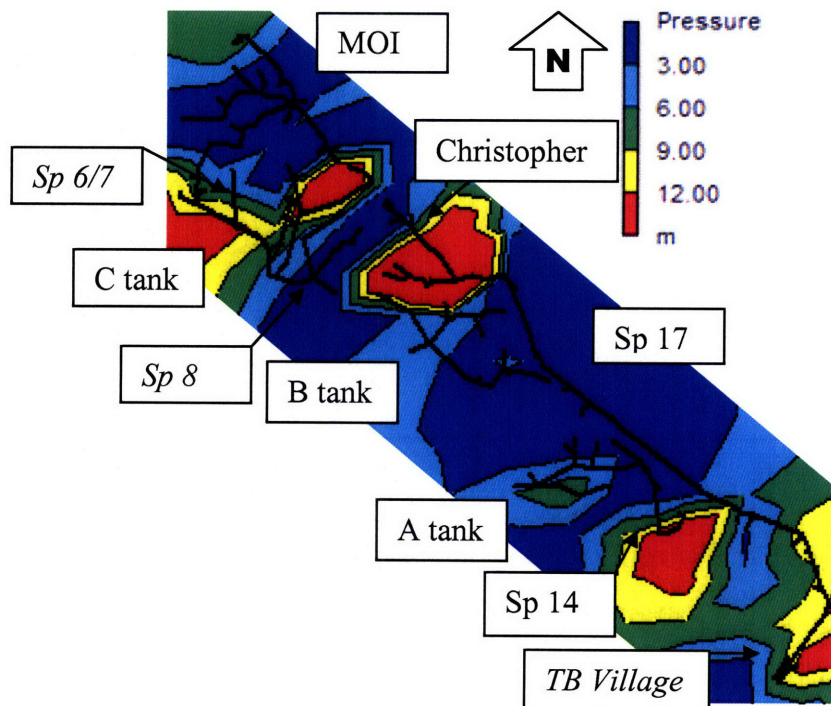 MOI
N
Pressure
3.00
6.00
9.00
12.00
m
Christopher
Sp 6/7
C tank
Sp 8
B tank
Sp 17
A tank
Sp 14
TB Village